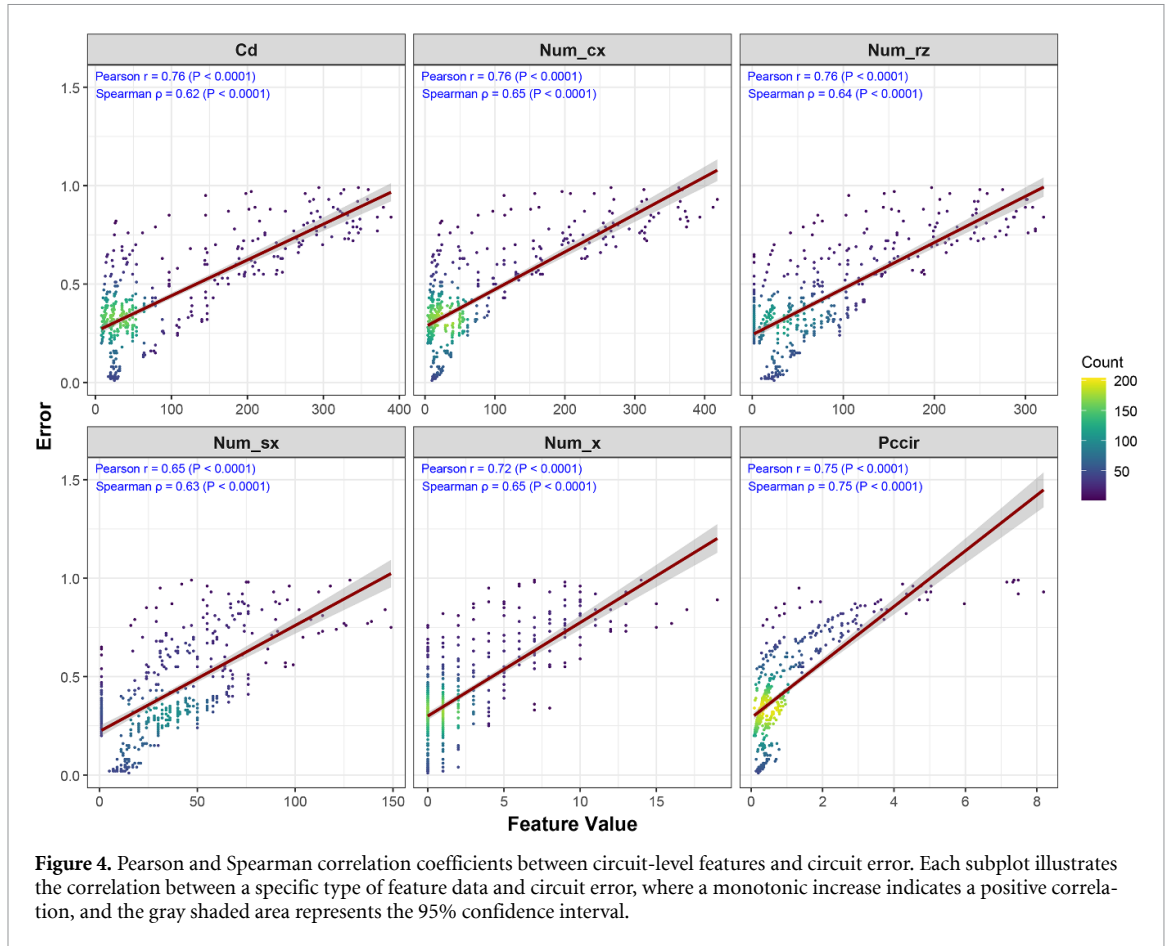 Cd
Num_cx
Num_rz
Pearson r = 0.76 (P < 0.0001)
Spearman ρ = 0.62 (P < 0.0001)
Pearson r = 0.76 (P < 0.0001)
Spearman ρ = 0.65 (P < 0.0001)
Pearson r = 0.76 (P < 0.0001)
Spearman ρ = 0.64 (P < 0.0001)
1.5
1.0
0.5
0.0
0 100 200 300 400
0 100 200 300 400
0 100 200 300
Error
Num_sx
Num_x
Pccir
Pearson r = 0.65 (P < 0.0001)
Spearman ρ = 0.63 (P < 0.0001)
Pearson r = 0.72 (P < 0.0001)
Spearman ρ = 0.65 (P < 0.0001)
Pearson r = 0.75 (P < 0.0001)
Spearman ρ = 0.75 (P < 0.0001)
1.5
1.0
0.5
0.0
0 50 100 150
0 5 10 15
0 2 4 6 8
Feature Value
Count
200
150
100
50
Figure 4. Pearson and Spearman correlation coefficients between circuit-level features and circuit error. Each subplot illustrates
the correlation between a specific type of feature data and circuit error, where a monotonic increase indicates a positive correla-
tion, and the gray shaded area represents the 95% confidence interval.